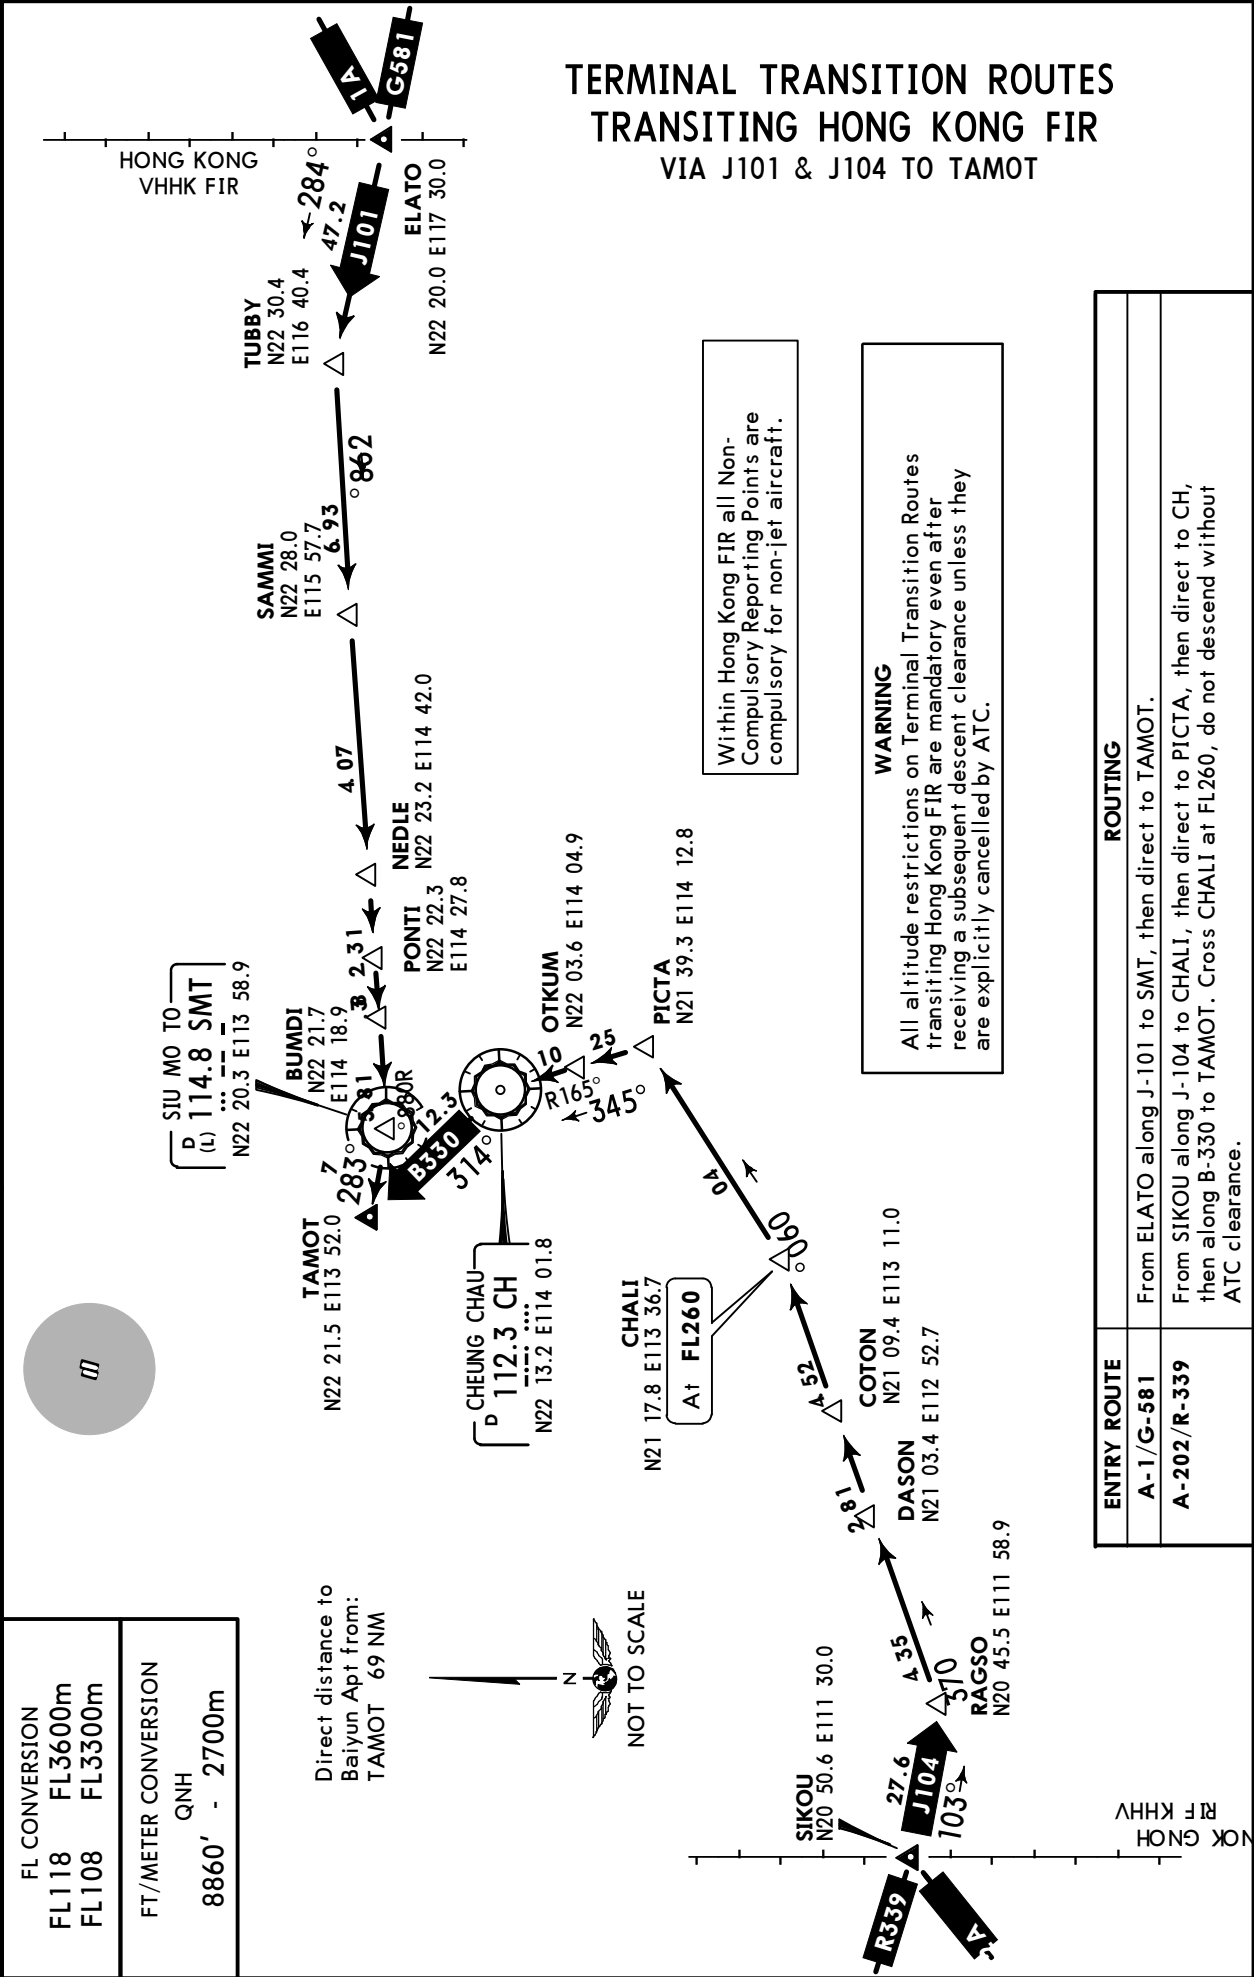 TERMINAL TRANSITION ROUTES
TRANSITING HONG KONG FIR
VIA J101 & J104 TO TAMOT
FL CONVERSION
FL118 FL3600m
FL108 FL3300m
FT/METER CONVERSION
QNH
8860' - 2700m
Direct distance to
Baiyun Apt from:
TAMOT 69 NM
N
NOT TO SCALE
HONG KONG
VHHK FIR
1A
G581
ELATO
N22 20.0 E117 30.0
J101
47.2
284°
TUBBY
N22 30.4
E116 40.4
SAMMI
N22 28.0
E115 57.7
NEDLE
N22 23.2 E114 42.0
PONTI
N22 22.3
E114 27.8
BUMDI
N22 21.7
E114 18.9
SIU MO TO
D
(L) 114.8 SMT
N22 20.3 E113 58.9
7
283°
TAMOT
N22 21.5 E113 52.0
B330
12.3
314°
CHEUNG CHAU
D 112.3 CH
N22 13.2 E114 01.8
OTKUM
N22 03.6 E114 04.9
10
25
R165°
345°
PICTA
N21 39.3 E114 12.8
CHALI
N21 17.8 E113 36.7
At FL260
COTON
N21 09.4 E113 11.0
DASON
N21 03.4 E112 52.7
RAGSO
N20 45.5 E111 58.9
SIKOU
N20 50.6 E111 30.0
27.6
J104
103°
R339
Within Hong Kong FIR all Non-
Compulsory Reporting Points are
compulsory for non-jet aircraft.
WARNING
All altitude restrictions on Terminal Transition Routes
transiting Hong Kong FIR are mandatory even after
receiving a subsequent descent clearance unless they
are explicitly cancelled by ATC.
ENTRY ROUTE ROUTING
A-1/G-581 From ELATO along J-101 to SMT, then direct to TAMOT.
A-202/R-339 From SIKOU along J-104 to CHALI, then direct to PICTA, then direct to CH,
then along B-330 to TAMOT. Cross CHALI at FL260, do not descend without
ATC clearance.